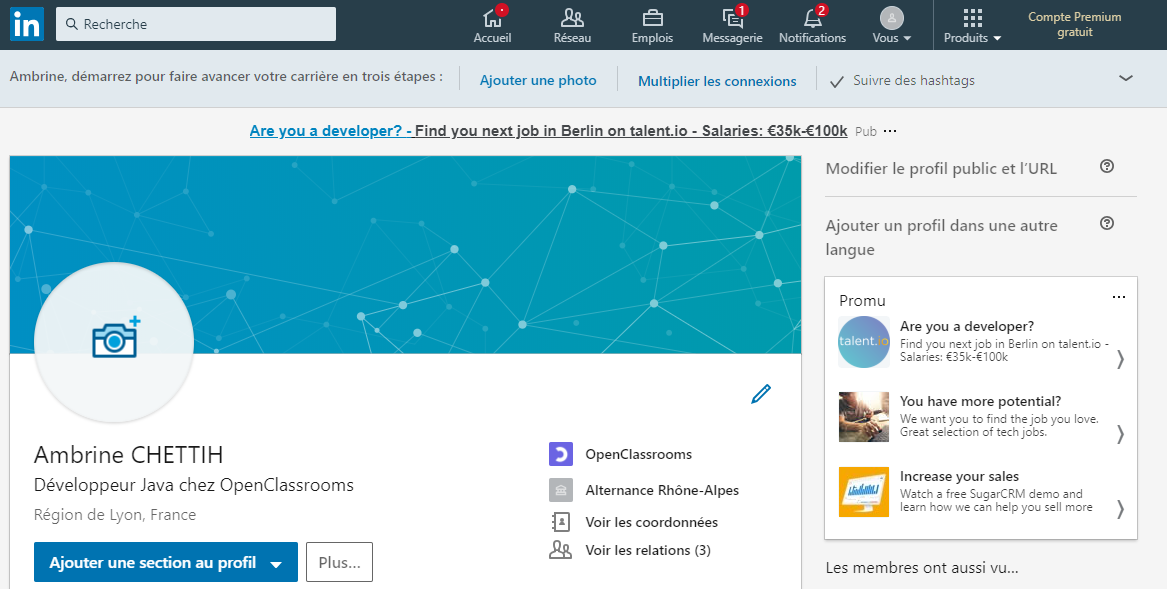 in
Recherche
Accueil
Réseau
Emplois
1
Messagerie
2
Notifications
Vous
Produits
Compte Premium
gratuit
Ambrine, démarrez pour faire avancer votre carrière en trois étapes :
Ajouter une photo
Multiplier les connexions
Suivre des hashtags
Are you a developer? - Find you next job in Berlin on talent.io - Salaries: €35k-€100k
Pub
Modifier le profil public et l'URL
Ajouter un profil dans une autre
langue
Promu
talent.io
Are you a developer?
Find you next job in Berlin on talent.io -
Salaries: €35k-€100k
You have more potential?
We want you to find the job you love.
Great selection of tech jobs.
Increase your sales
Watch a free SugarCRM demo and
learn how we can help you sell more
Les membres ont aussi vu...
Ambrine CHETTIH
Développeur Java chez OpenClassrooms
Région de Lyon, France
Ajouter une section au profil
Plus...
OpenClassrooms
Alternance Rhône-Alpes
Voir les coordonnées
Voir les relations (3)